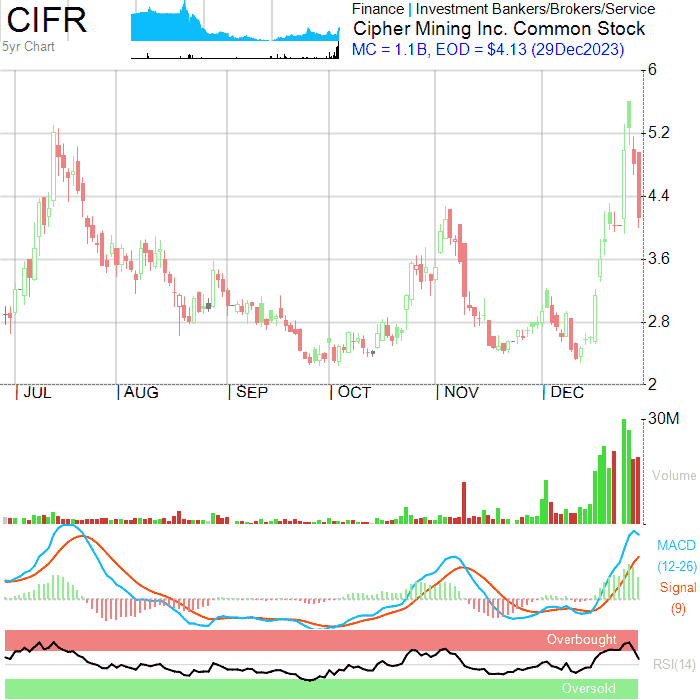 CIFR
5yr Chart
Finance | Investment Bankers/Brokers/Service
Cipher Mining Inc. Common Stock
MC = 1.1B, EOD = $4.13 (29Dec2023)
6
5.2
4.4
3.6
2.8
2
JUL AUG SEP OCT NOV DEC
30M
Volume
MACD
(12-26)
Signal
(9)
Overbought
RSI(14)
Oversold